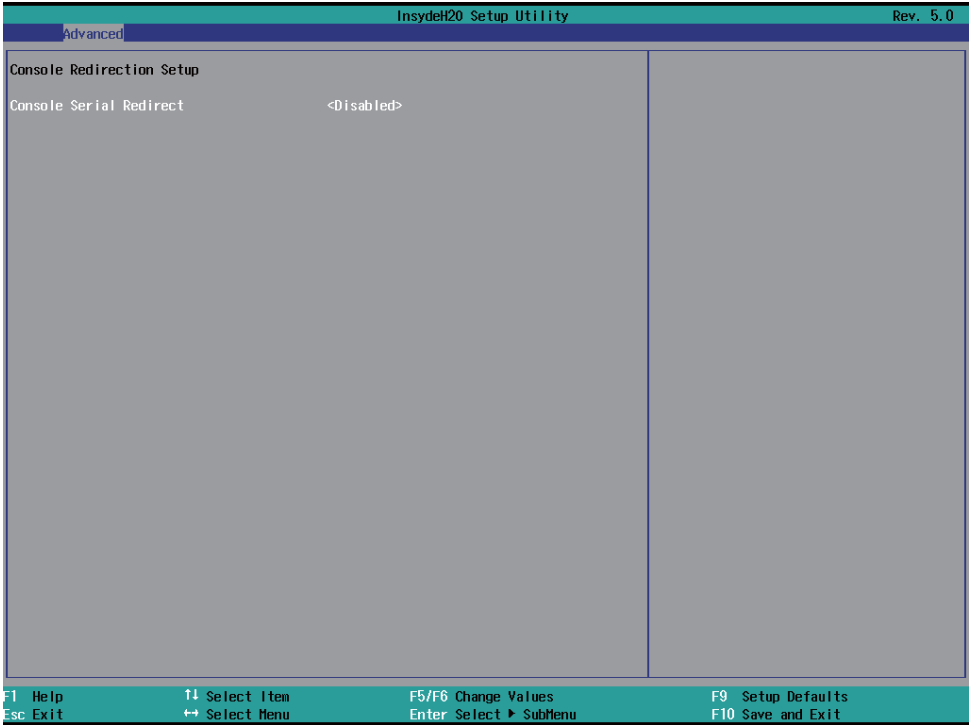 InsydeH20 Setup Utility Rev. 5.0
Advanced
Console Redirection Setup
Console Serial Redirect <Disabled>
F1 Help ↑↓ Select Item F5/F6 Change Values F9 Setup Defaults
Esc Exit ↔ Select Menu Enter Select ▶ SubMenu F10 Save and Exit